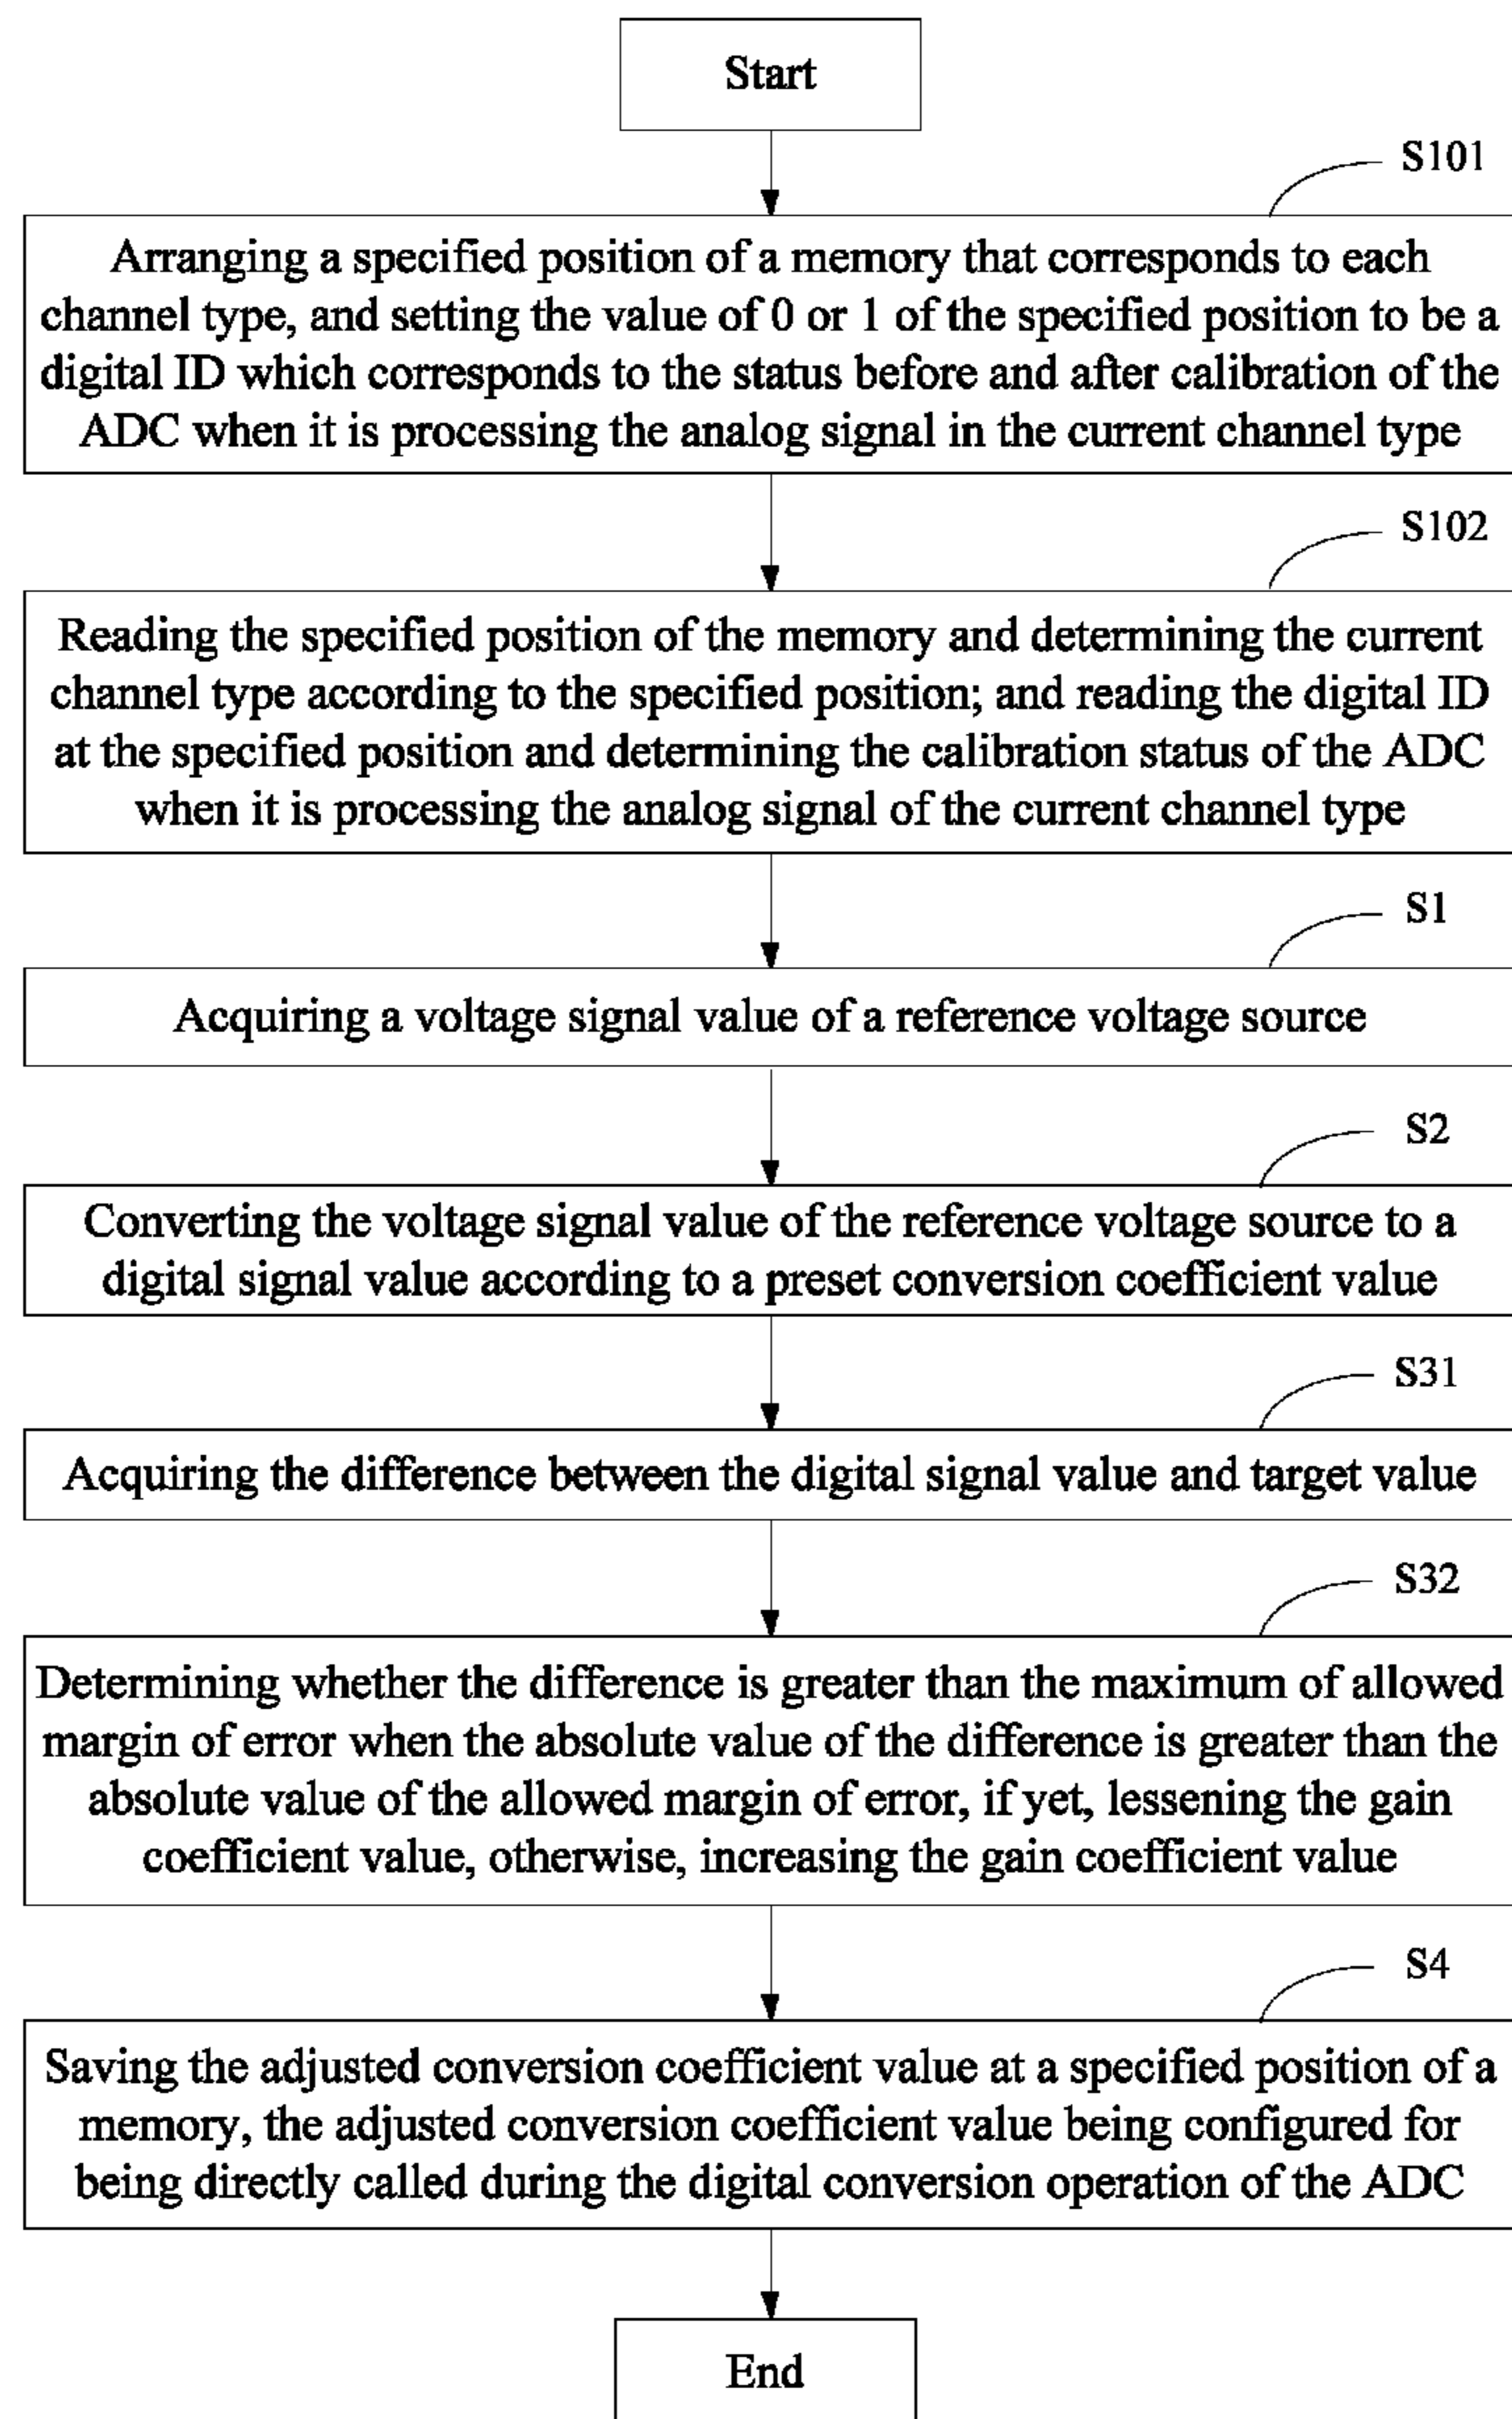 Start
S101
Arranging a specified position of a memory that corresponds to each
channel type, and setting the value of 0 or 1 of the specified position to be a
digital ID which corresponds to the status before and after calibration of the
ADC when it is processing the analog signal in the current channel type
S102
Reading the specified position of the memory and determining the current
channel type according to the specified position; and reading the digital ID
at the specified position and determining the calibration status of the ADC
when it is processing the analog signal of the current channel type
S1
Acquiring a voltage signal value of a reference voltage source
S2
Converting the voltage signal value of the reference voltage source to a
digital signal value according to a preset conversion coefficient value
S31
Acquiring the difference between the digital signal value and target value
S32
Determining whether the difference is greater than the maximum of allowed
margin of error when the absolute value of the difference is greater than the
absolute value of the allowed margin of error, if yet, lessening the gain
coefficient value, otherwise, increasing the gain coefficient value
S4
Saving the adjusted conversion coefficient value at a specified position of a
memory, the adjusted conversion coefficient value being configured for
being directly called during the digital conversion operation of the ADC
End